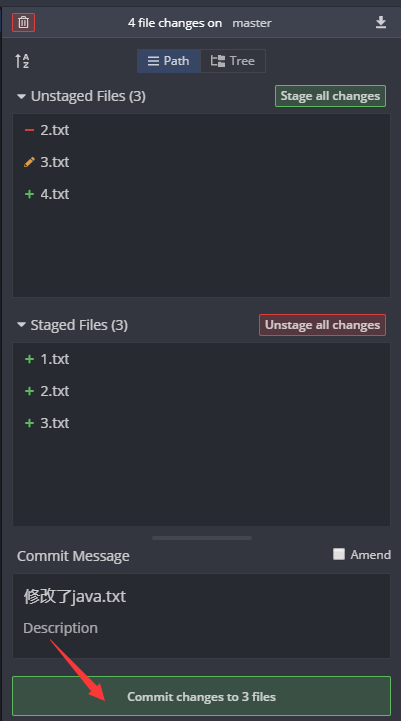 4 file changes on master
A
Z
Path Tree
Unstaged Files (3) Stage all changes
2.txt
3.txt
4.txt
Staged Files (3) Unstage all changes
1.txt
2.txt
3.txt
Commit Message Amend
修改了java.txt
Description
Commit changes to 3 files